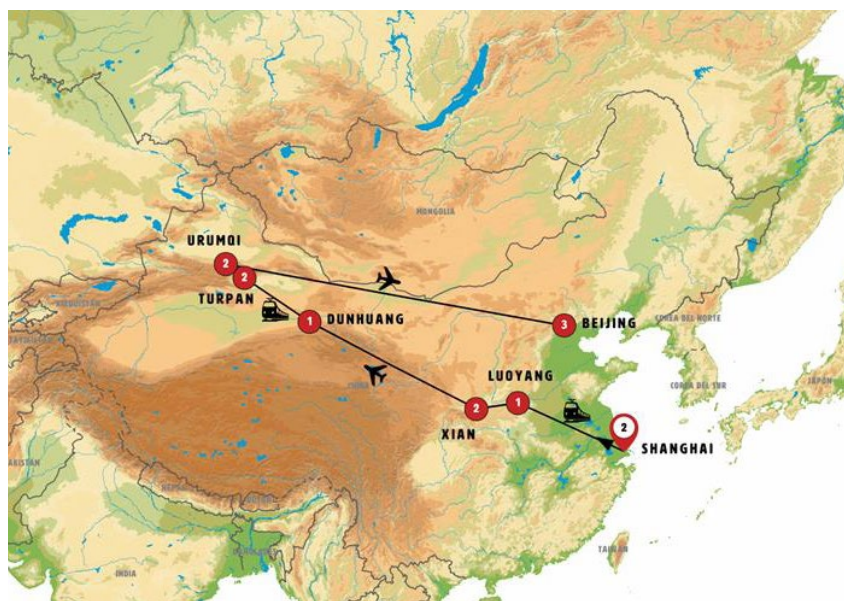 MONGOLIA
URUMQI
2
2
TURPAN
1
DUNHUANG
3
BEIJING
COREA DEL NORTE
COREA DEL SUR
JAPÓN
CHINA
LUOYANG
2
1
XIAN
2
SHANGHAI
NEPAL
INDIA
TAIWAN